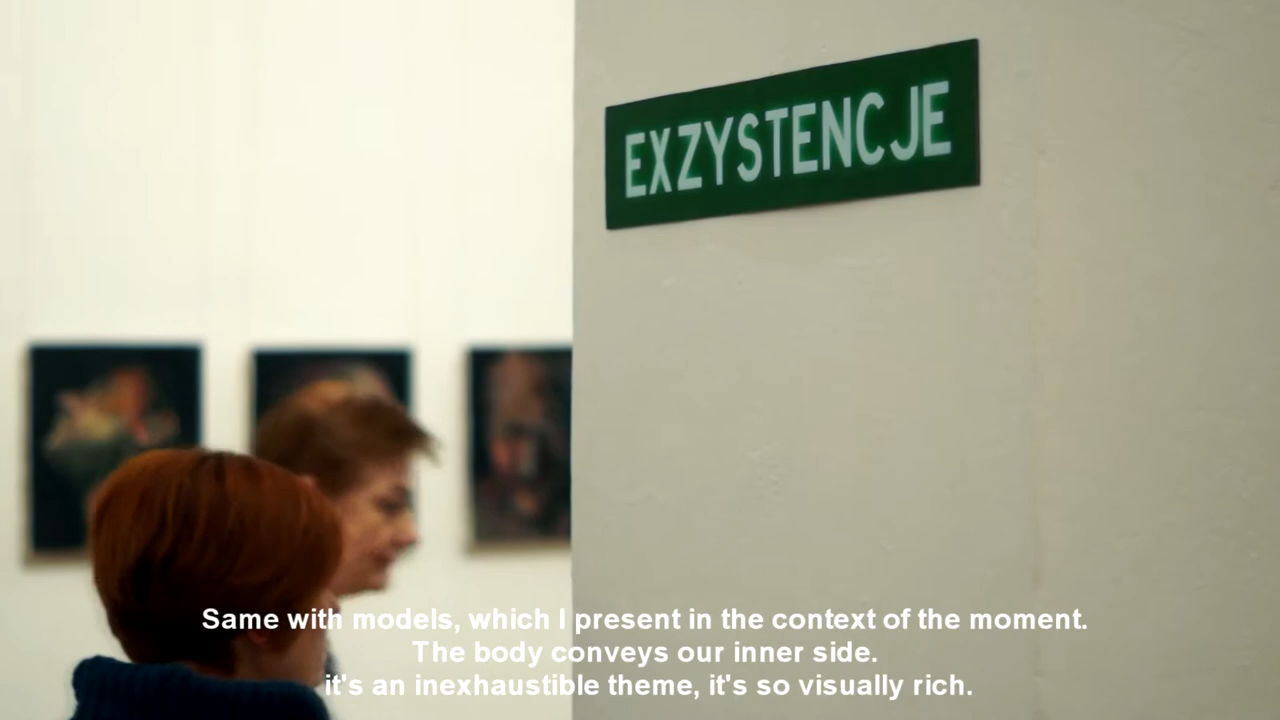 EXZYSTENCJE
Same with models, which I present in the context of the moment.
The body conveys our inner side.
it's an inexhaustible theme, it's so visually rich.